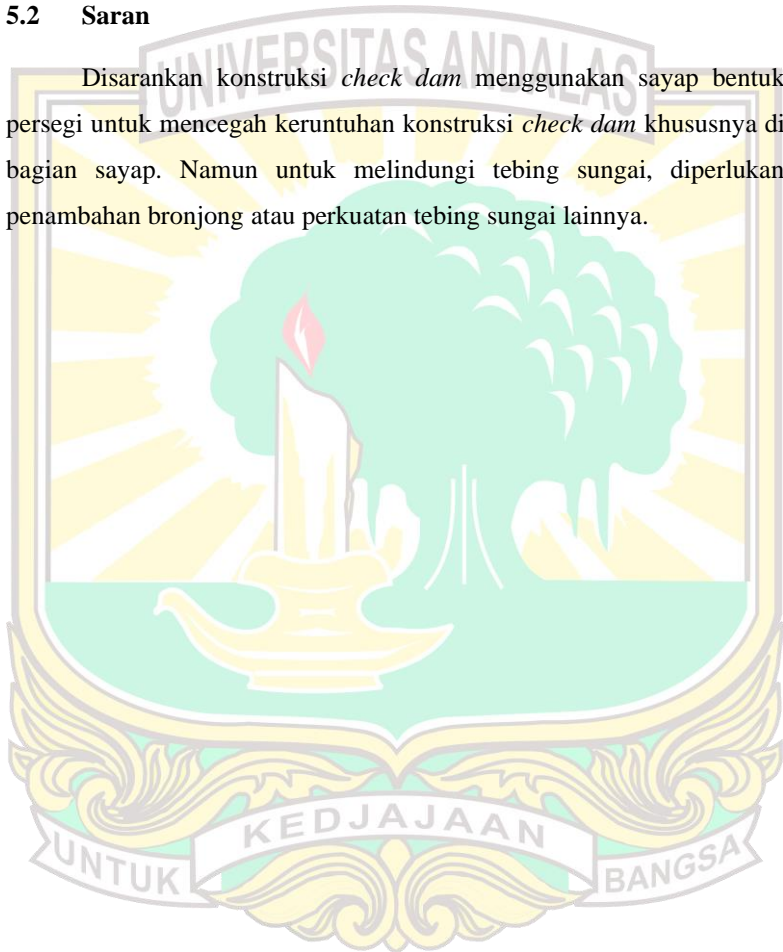 5.2 Saran
UNIVERSITAS ANDALAS
Disarankan konstruksi check dam menggunakan sayap bentuk
persegi untuk mencegah keruntuhan konstruksi check dam khususnya di
bagian sayap. Namun untuk melindungi tebing sungai, diperlukan
penambahan bronjong atau perkuatan tebing sungai lainnya.
UNTUK KEDJAJAAN BANGSA